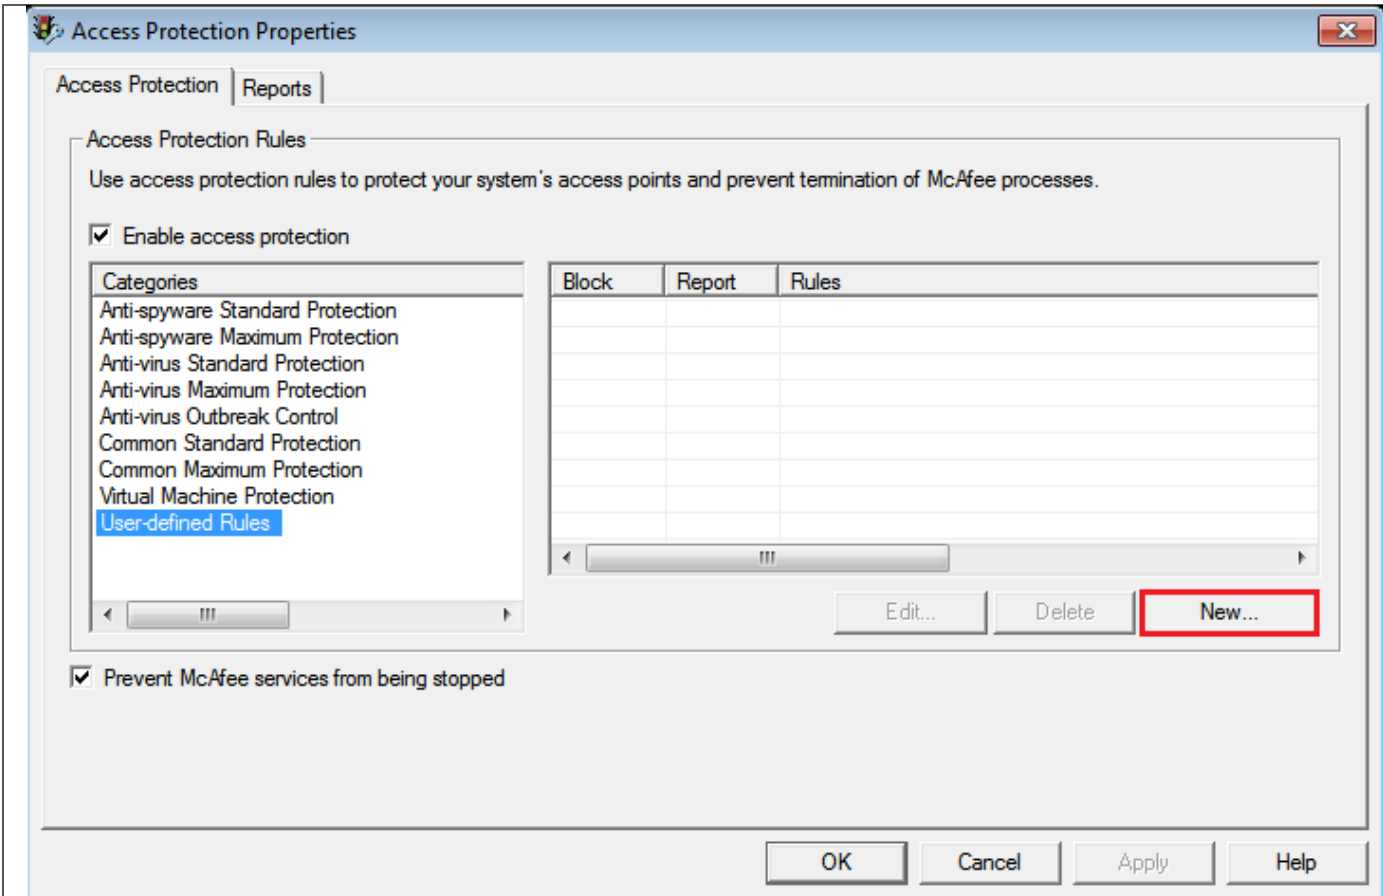 Access Protection Properties
Access Protection
Reports
Access Protection Rules
Use access protection rules to protect your system's access points and prevent termination of McAfee processes.
Enable access protection
Categories
Anti-spyware Standard Protection
Anti-spyware Maximum Protection
Anti-virus Standard Protection
Anti-virus Maximum Protection
Anti-virus Outbreak Control
Common Standard Protection
Common Maximum Protection
Virtual Machine Protection
User-defined Rules
Block Report Rules
Edit... Delete New...
Prevent McAfee services from being stopped
OK Cancel Apply Help